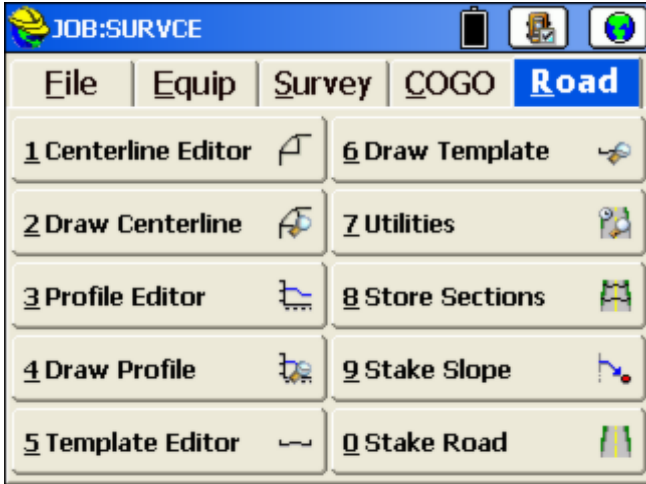 JOB:SURVCE
File Equip Survey COGO Road
1 Centerline Editor 6 Draw Template
2 Draw Centerline 7 Utilities
3 Profile Editor 8 Store Sections
4 Draw Profile 9 Stake Slope
5 Template Editor 0 Stake Road